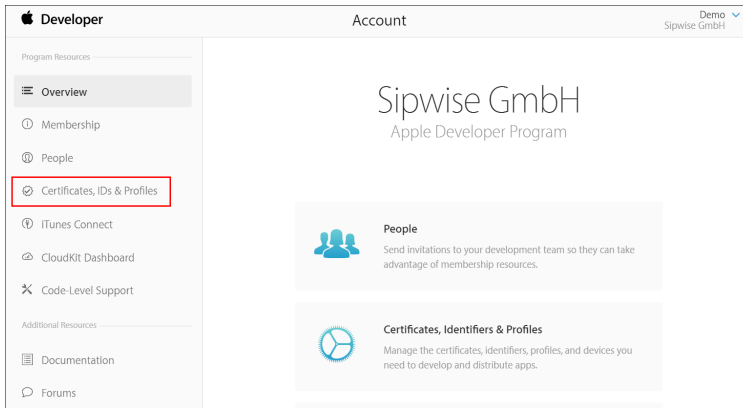 Developer
Account
Demo
Sipwise GmbH
Program Resources
Overview
Membership
People
Certificates, IDs & Profiles
iTunes Connect
CloudKit Dashboard
Code-Level Support
Additional Resources
Documentation
Forums
Sipwise GmbH
Apple Developer Program
People
Send invitations to your development team so they can take
advantage of membership resources.
Certificates, Identifiers & Profiles
Manage the certificates, identifiers, profiles, and devices you
need to develop and distribute apps.